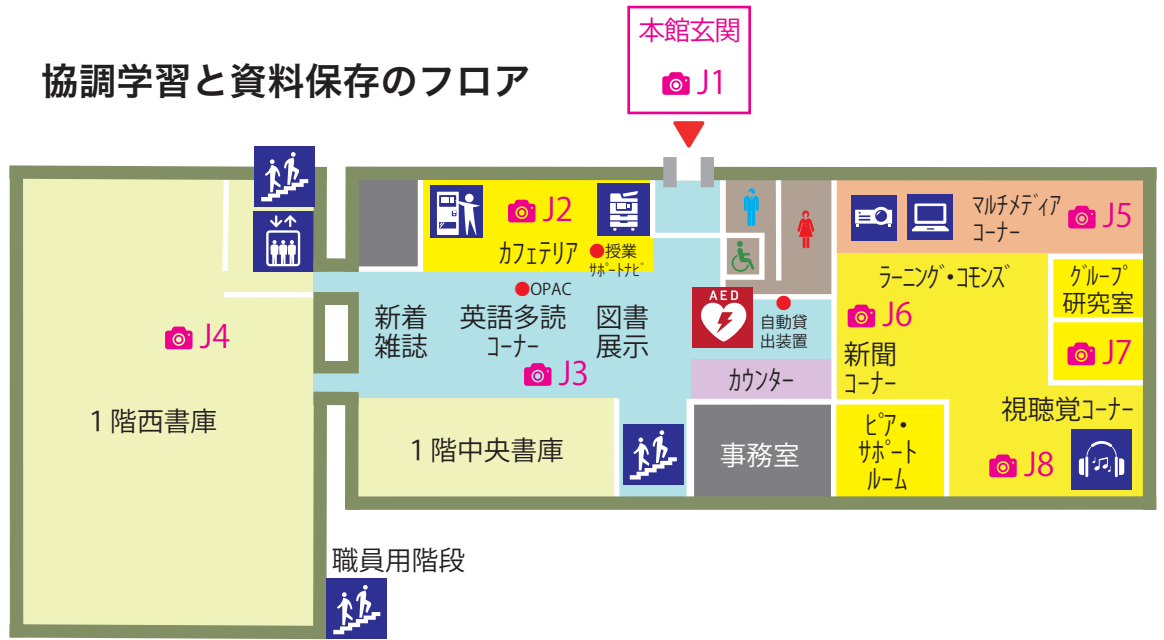 本館玄関
J1
協調学習と資料保存のフロア
J2
カフェテリア
授業
サポートナビ
OPAC
新着
雑誌
英語多読
コーナー
図書
展示
J3
AED
自動貸
出装置
カウンター
マルチメディア
コーナー
J5
ラーニング・コモンズ
グループ
研究室
J6
新聞
コーナー
J7
J4
1階西書庫
1階中央書庫
事務室
ピア・
サポート
ルーム
視聴覚コーナー
J8
職員用階段